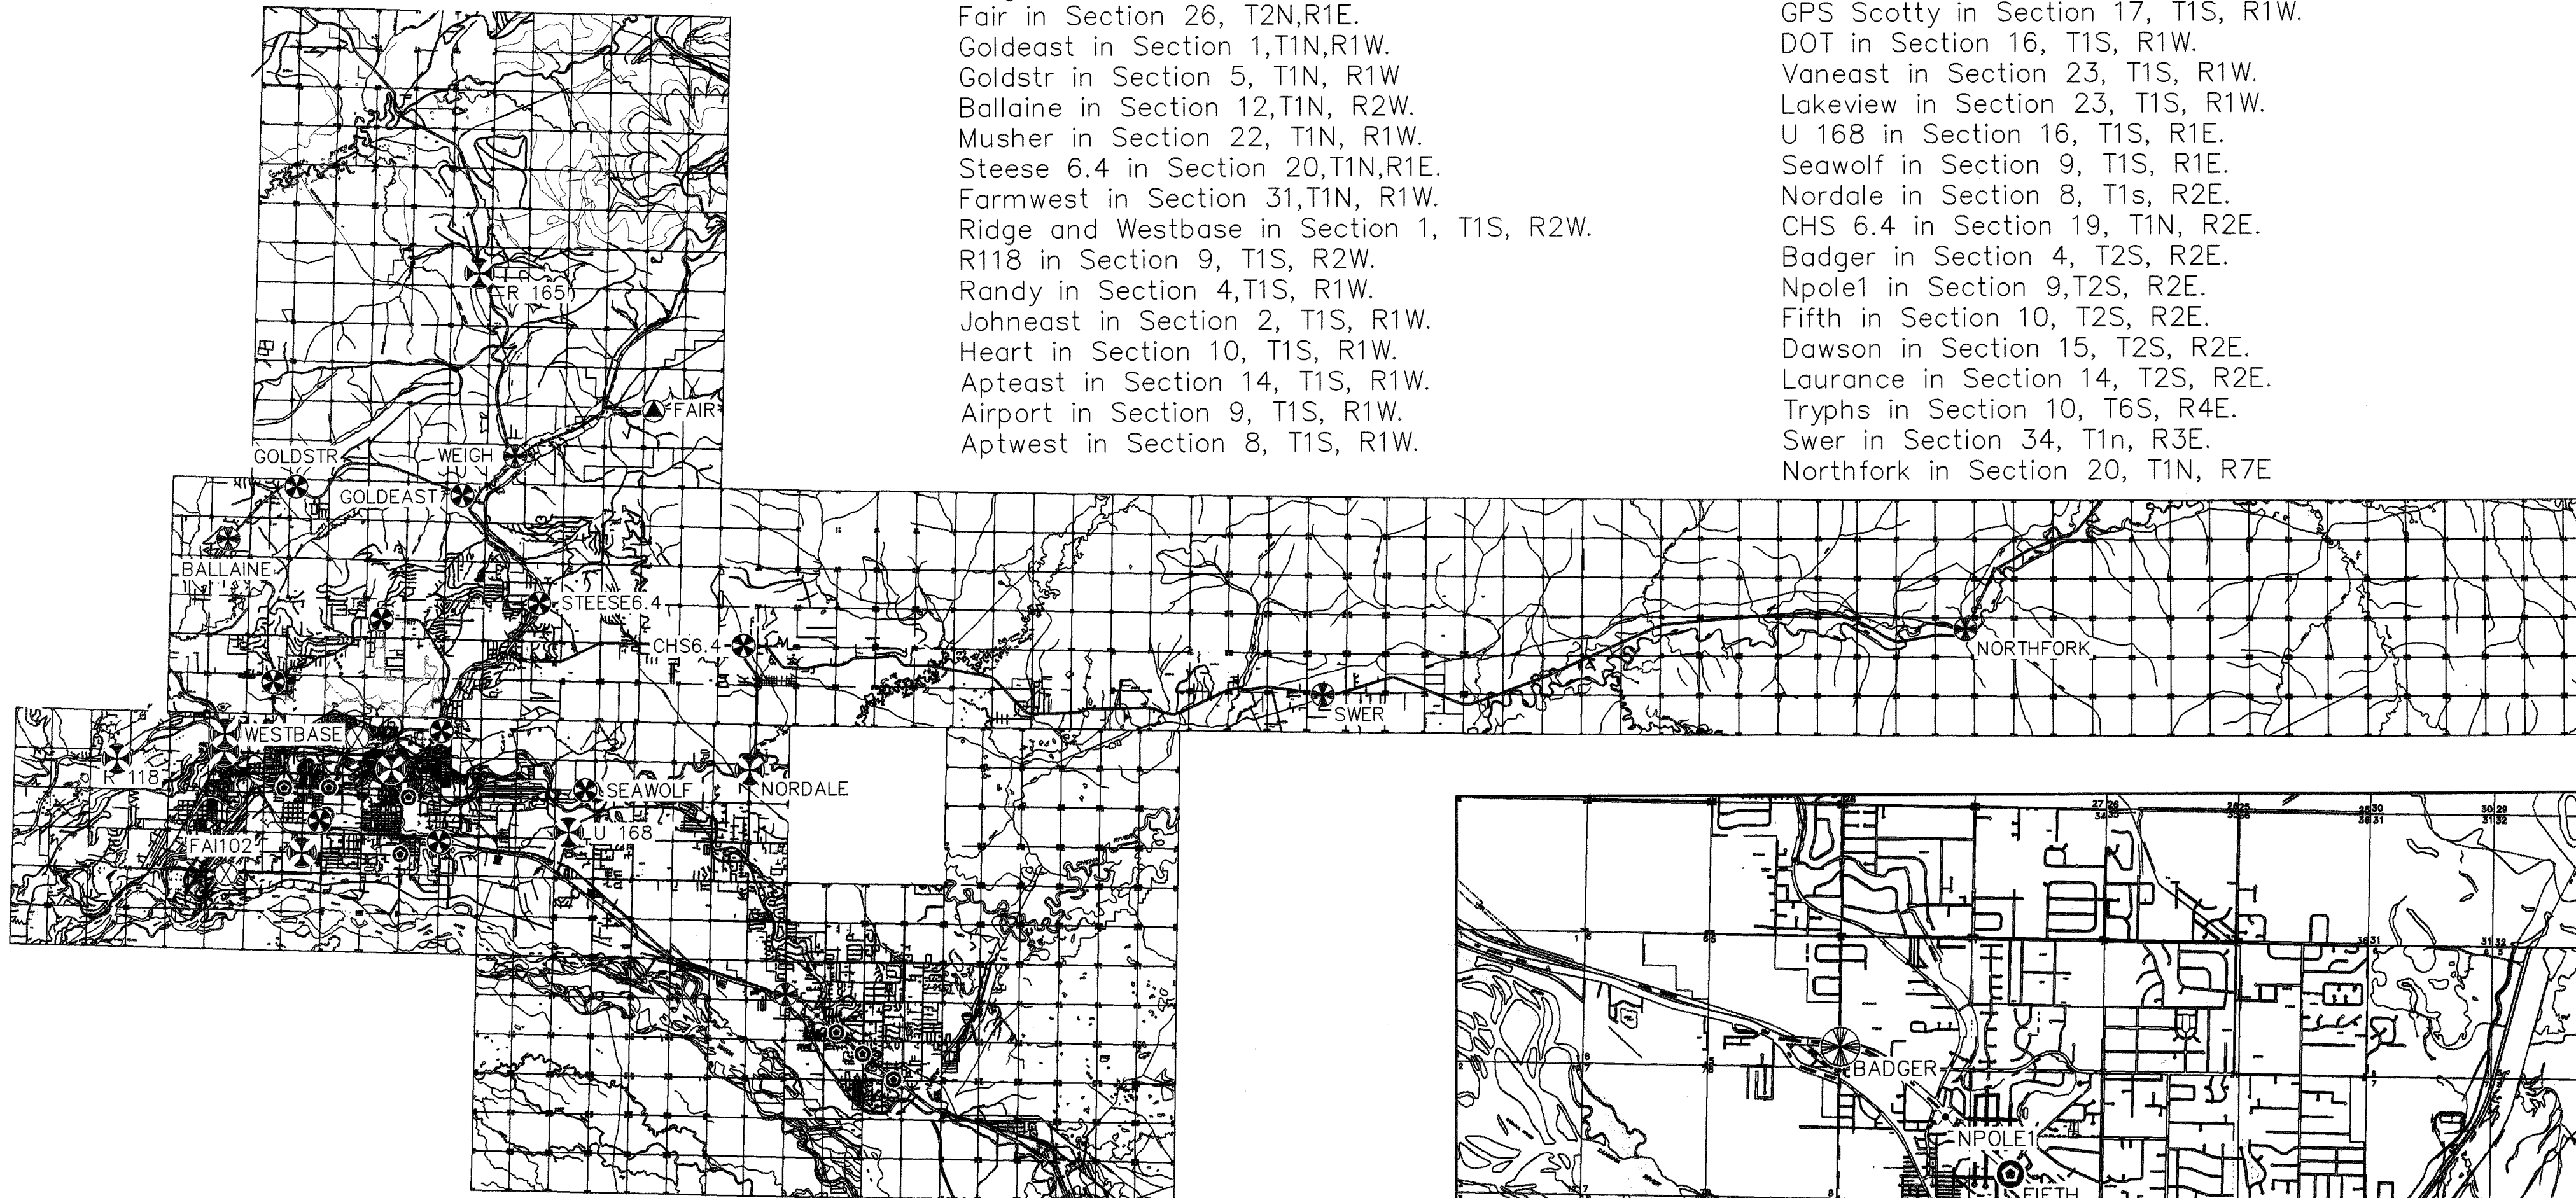 Fair in Section 26, T2N,R1E.
Goldeast in Section 1,T1N,R1W.
Goldstr in Section 5, T1N, R1W
Ballaine in Section 12,T1N, R2W.
Musher in Section 22, T1N, R1W.
Steese 6.4 in Section 20,T1N,R1E.
Farmwest in Section 31,T1N, R1W.
Ridge and Westbase in Section 1, T1S, R2W.
R118 in Section 9, T1S, R2W.
Randy in Section 4,T1S, R1W.
Johneast in Section 2, T1S, R1W.
Heart in Section 10, T1S, R1W.
Apteast in Section 14, T1S, R1W.
Airport in Section 9, T1S, R1W.
Aptwest in Section 8, T1S, R1W.
GPS Scotty in Section 17, T1S, R1W.
DOT in Section 16, T1S, R1W.
Vaneast in Section 23, T1S, R1W.
Lakeview in Section 23, T1S, R1W.
U 168 in Section 16, T1S, R1E.
Seawolf in Section 9, T1S, R1E.
Nordale in Section 8, T1s, R2E.
CHS 6.4 in Section 19, T1N, R2E.
Badger in Section 4, T2S, R2E.
Npole1 in Section 9,T2S, R2E.
Fifth in Section 10, T2S, R2E.
Dawson in Section 15, T2S, R2E.
Laurance in Section 14, T2S, R2E.
Tryphs in Section 10, T6S, R4E.
Swer in Section 34, T1n, R3E.
Northfork in Section 20, T1N, R7E
R 165
FAIR
GOLDSTR
WEIGH
GOLDEAST
BALLAINE
STEESE6.4
CHS6.4
NORTHFORK
SWER
WESTBASE
R 118
SEAWOLF
NORDALE
U 168
FAI102
BADGER
NPOLE1
FIFTH